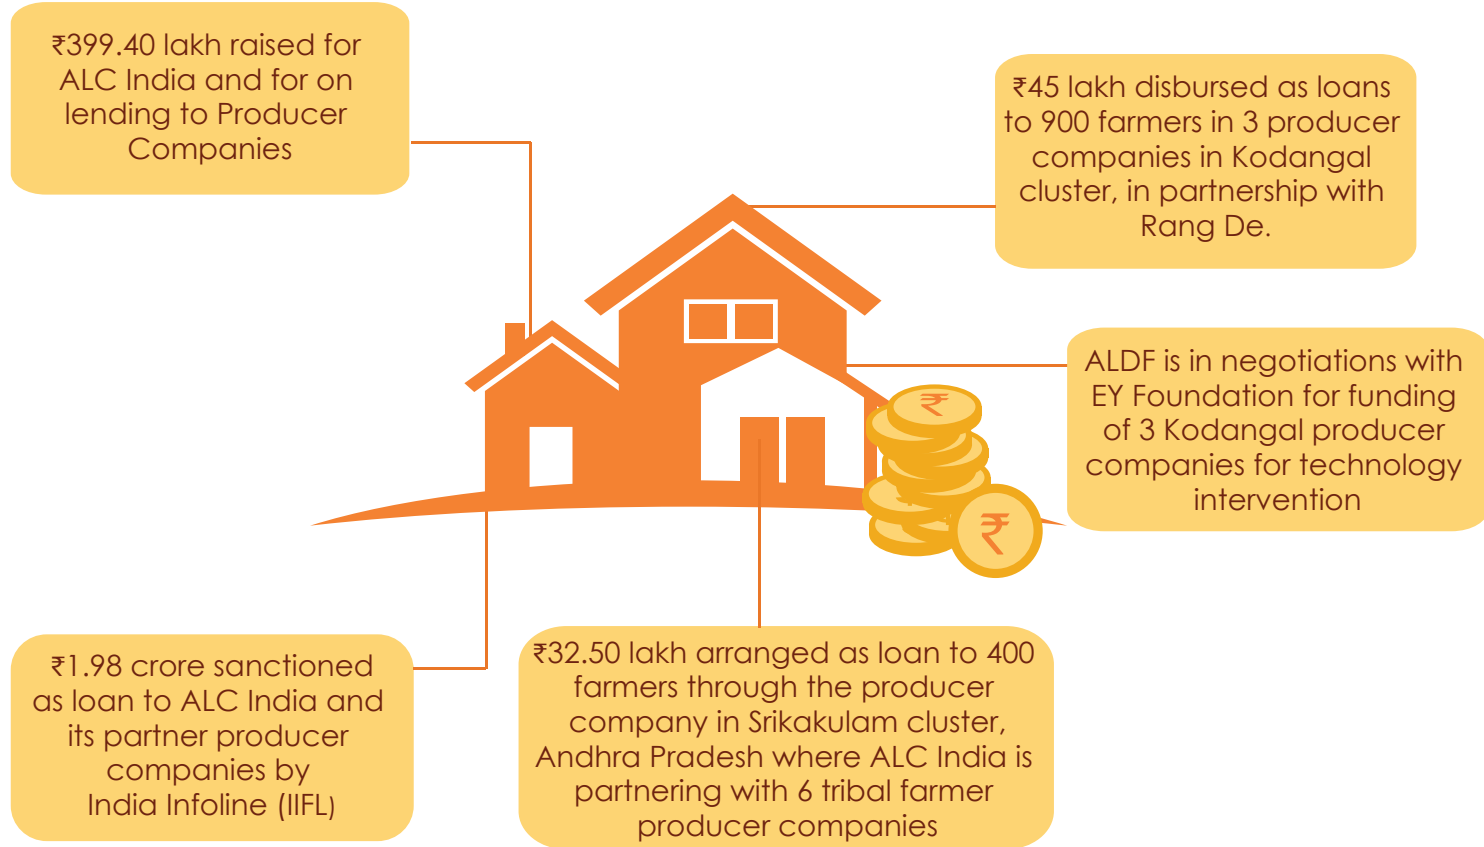 ₹399.40 lakh raised for
ALC India and for on
lending to Producer
Companies
₹45 lakh disbursed as loans
to 900 farmers in 3 producer
companies in Kodangal
cluster, in partnership with
Rang De.
ALDF is in negotiations with
EY Foundation for funding
of 3 Kodangal producer
companies for technology
intervention
₹
₹
₹1.98 crore sanctioned
as loan to ALC India and
its partner producer
companies by
India Infoline (IIFL)
₹32.50 lakh arranged as loan to 400
farmers through the producer
company in Srikakulam cluster,
Andhra Pradesh where ALC India is
partnering with 6 tribal farmer
producer companies